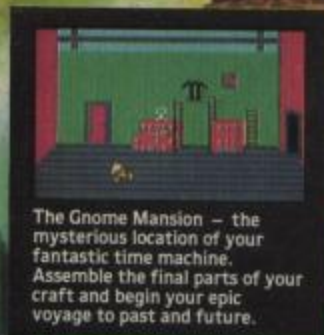 The Gnome Mansion – the
mysterious location of your
fantastic time machine.
Assemble the final parts of your
craft and begin your epic
voyage to past and future.